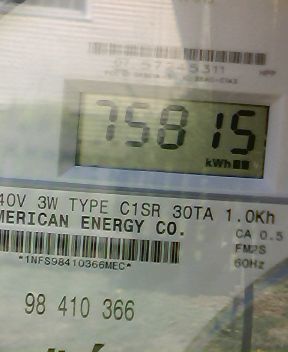 75815
kWh
40V 3W TYPE C1SR 30TA 1.0Kh
MERICAN ENERGY CO.
CA 0.5
FM2S
60Hz
*1NFS98410366MEC*
98 410 366